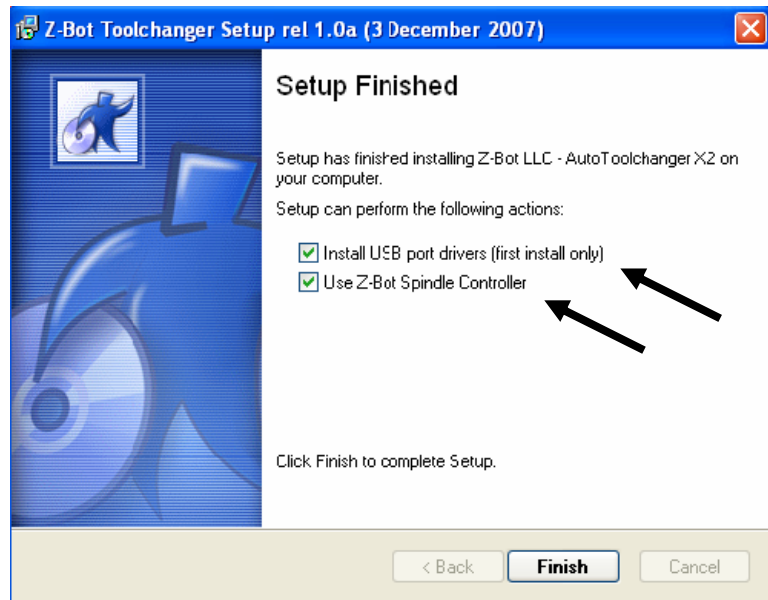 Z-Bot Toolchanger Setup rel 1.0a (3 December 2007)
Setup Finished
Setup has finished installing Z-Bot LLC - AutoToolchanger X2 on
your computer.
Setup can perform the following actions:
Install USB port drivers (first install only)
Use Z-Bot Spindle Controller
Click Finish to complete Setup.
< Back Finish Cancel